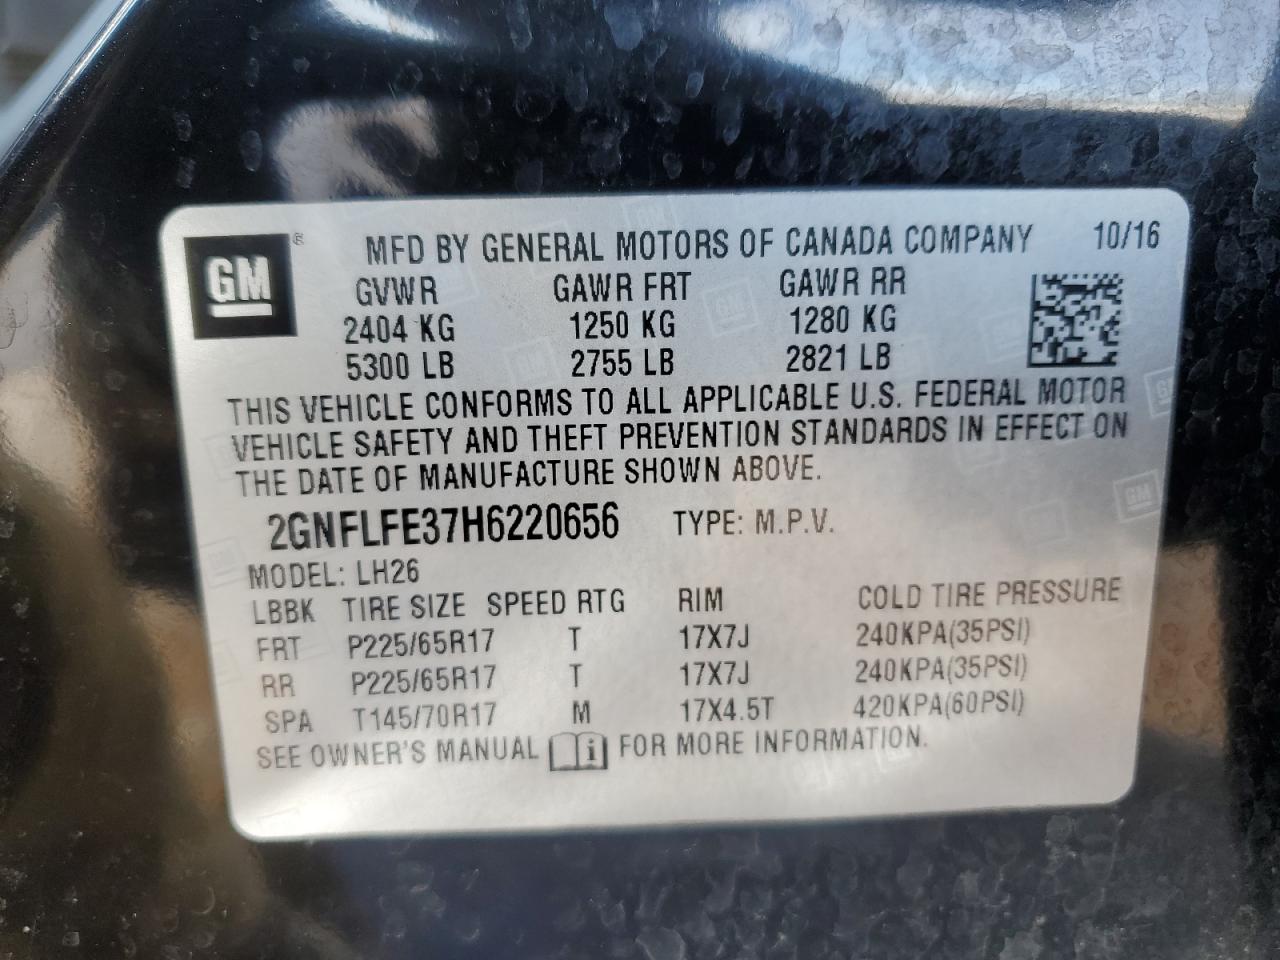 GM ® MFD BY GENERAL MOTORS OF CANADA COMPANY 10/16
GVWR GAWR FRT GAWR RR
2404 KG 1250 KG 1280 KG
5300 LB 2755 LB 2821 LB
THIS VEHICLE CONFORMS TO ALL APPLICABLE U.S. FEDERAL MOTOR
VEHICLE SAFETY AND THEFT PREVENTION STANDARDS IN EFFECT ON
THE DATE OF MANUFACTURE SHOWN ABOVE.
2GNFLFE37H6220656 TYPE: M.P.V.
MODEL: LH26
LBBK TIRE SIZE SPEED RTG RIM COLD TIRE PRESSURE
FRT P225/65R17 T 17X7J 240KPA(35PSI)
RR P225/65R17 T 17X7J 240KPA(35PSI)
SPA T145/70R17 M 17X4.5T 420KPA(60PSI)
SEE OWNER'S MANUAL i FOR MORE INFORMATION.